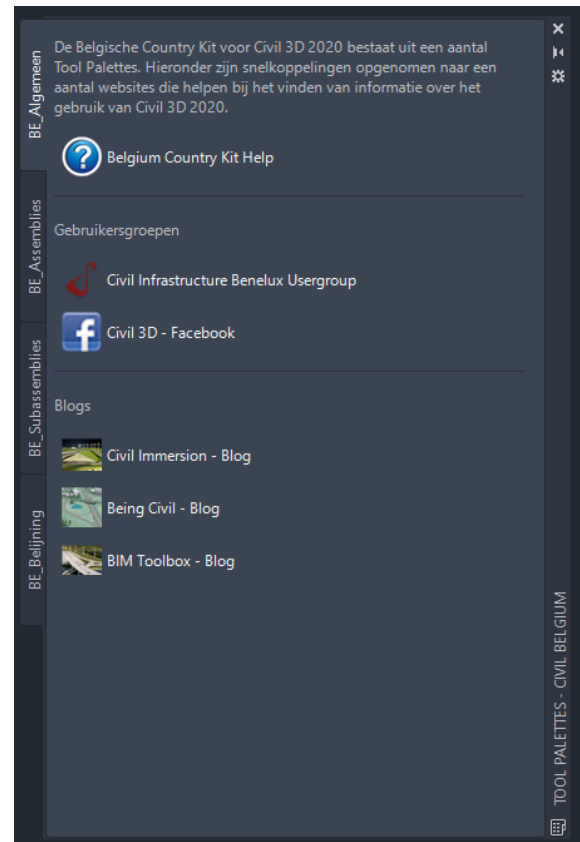 De Belgische Country Kit voor Civil 3D 2020 bestaat uit een aantal
Tool Palettes. Hieronder zijn snelkoppelingen opgenomen naar een
aantal websites die helpen bij het vinden van informatie over het
gebruik van Civil 3D 2020.
Belgium Country Kit Help
Gebruikersgroepen
Civil Infrastructure Benelux Usergroup
Civil 3D - Facebook
Blogs
Civil Immersion - Blog
Being Civil - Blog
BIM Toolbox - Blog
BE_Algemeen
BE_Assemblies
BE_Subassemblies
BE_Belijning
TOOL PALETTES - CIVIL BELGIUM